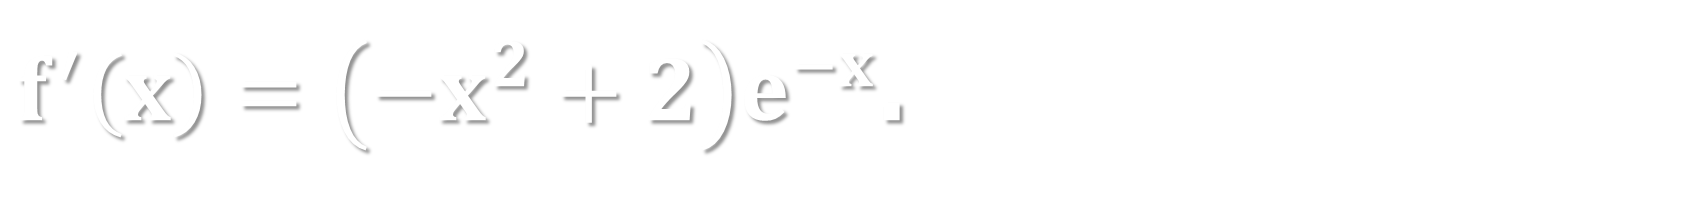 f′(x) = (−x² + 2)e⁻ˣ.